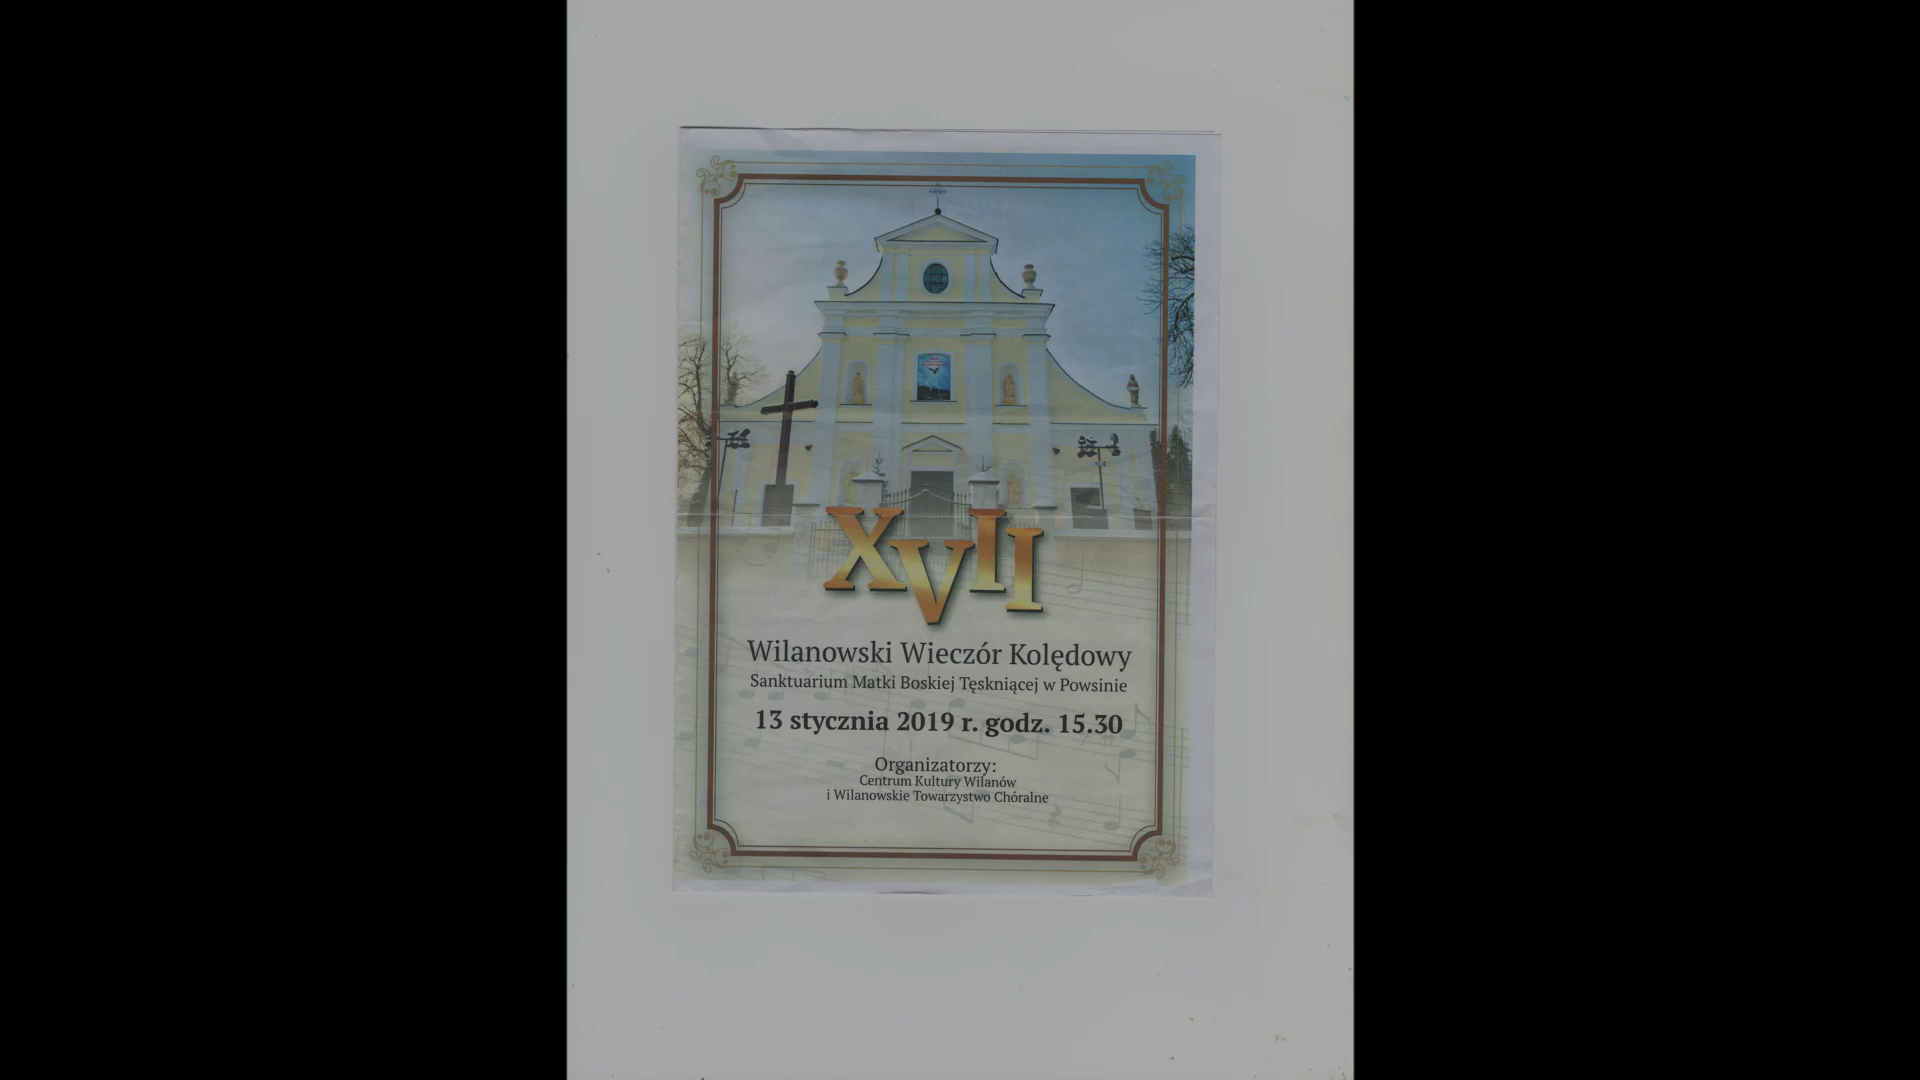 XVII
Wilanowski Wieczór Kolędowy
Sanktuarium Matki Boskiej Tęskniącej w Powsinie
13 stycznia 2019 r. godz. 15.30
Organizatorzy:
Centrum Kultury Wilanów
i Wilanowskie Towarzystwo Chóralne